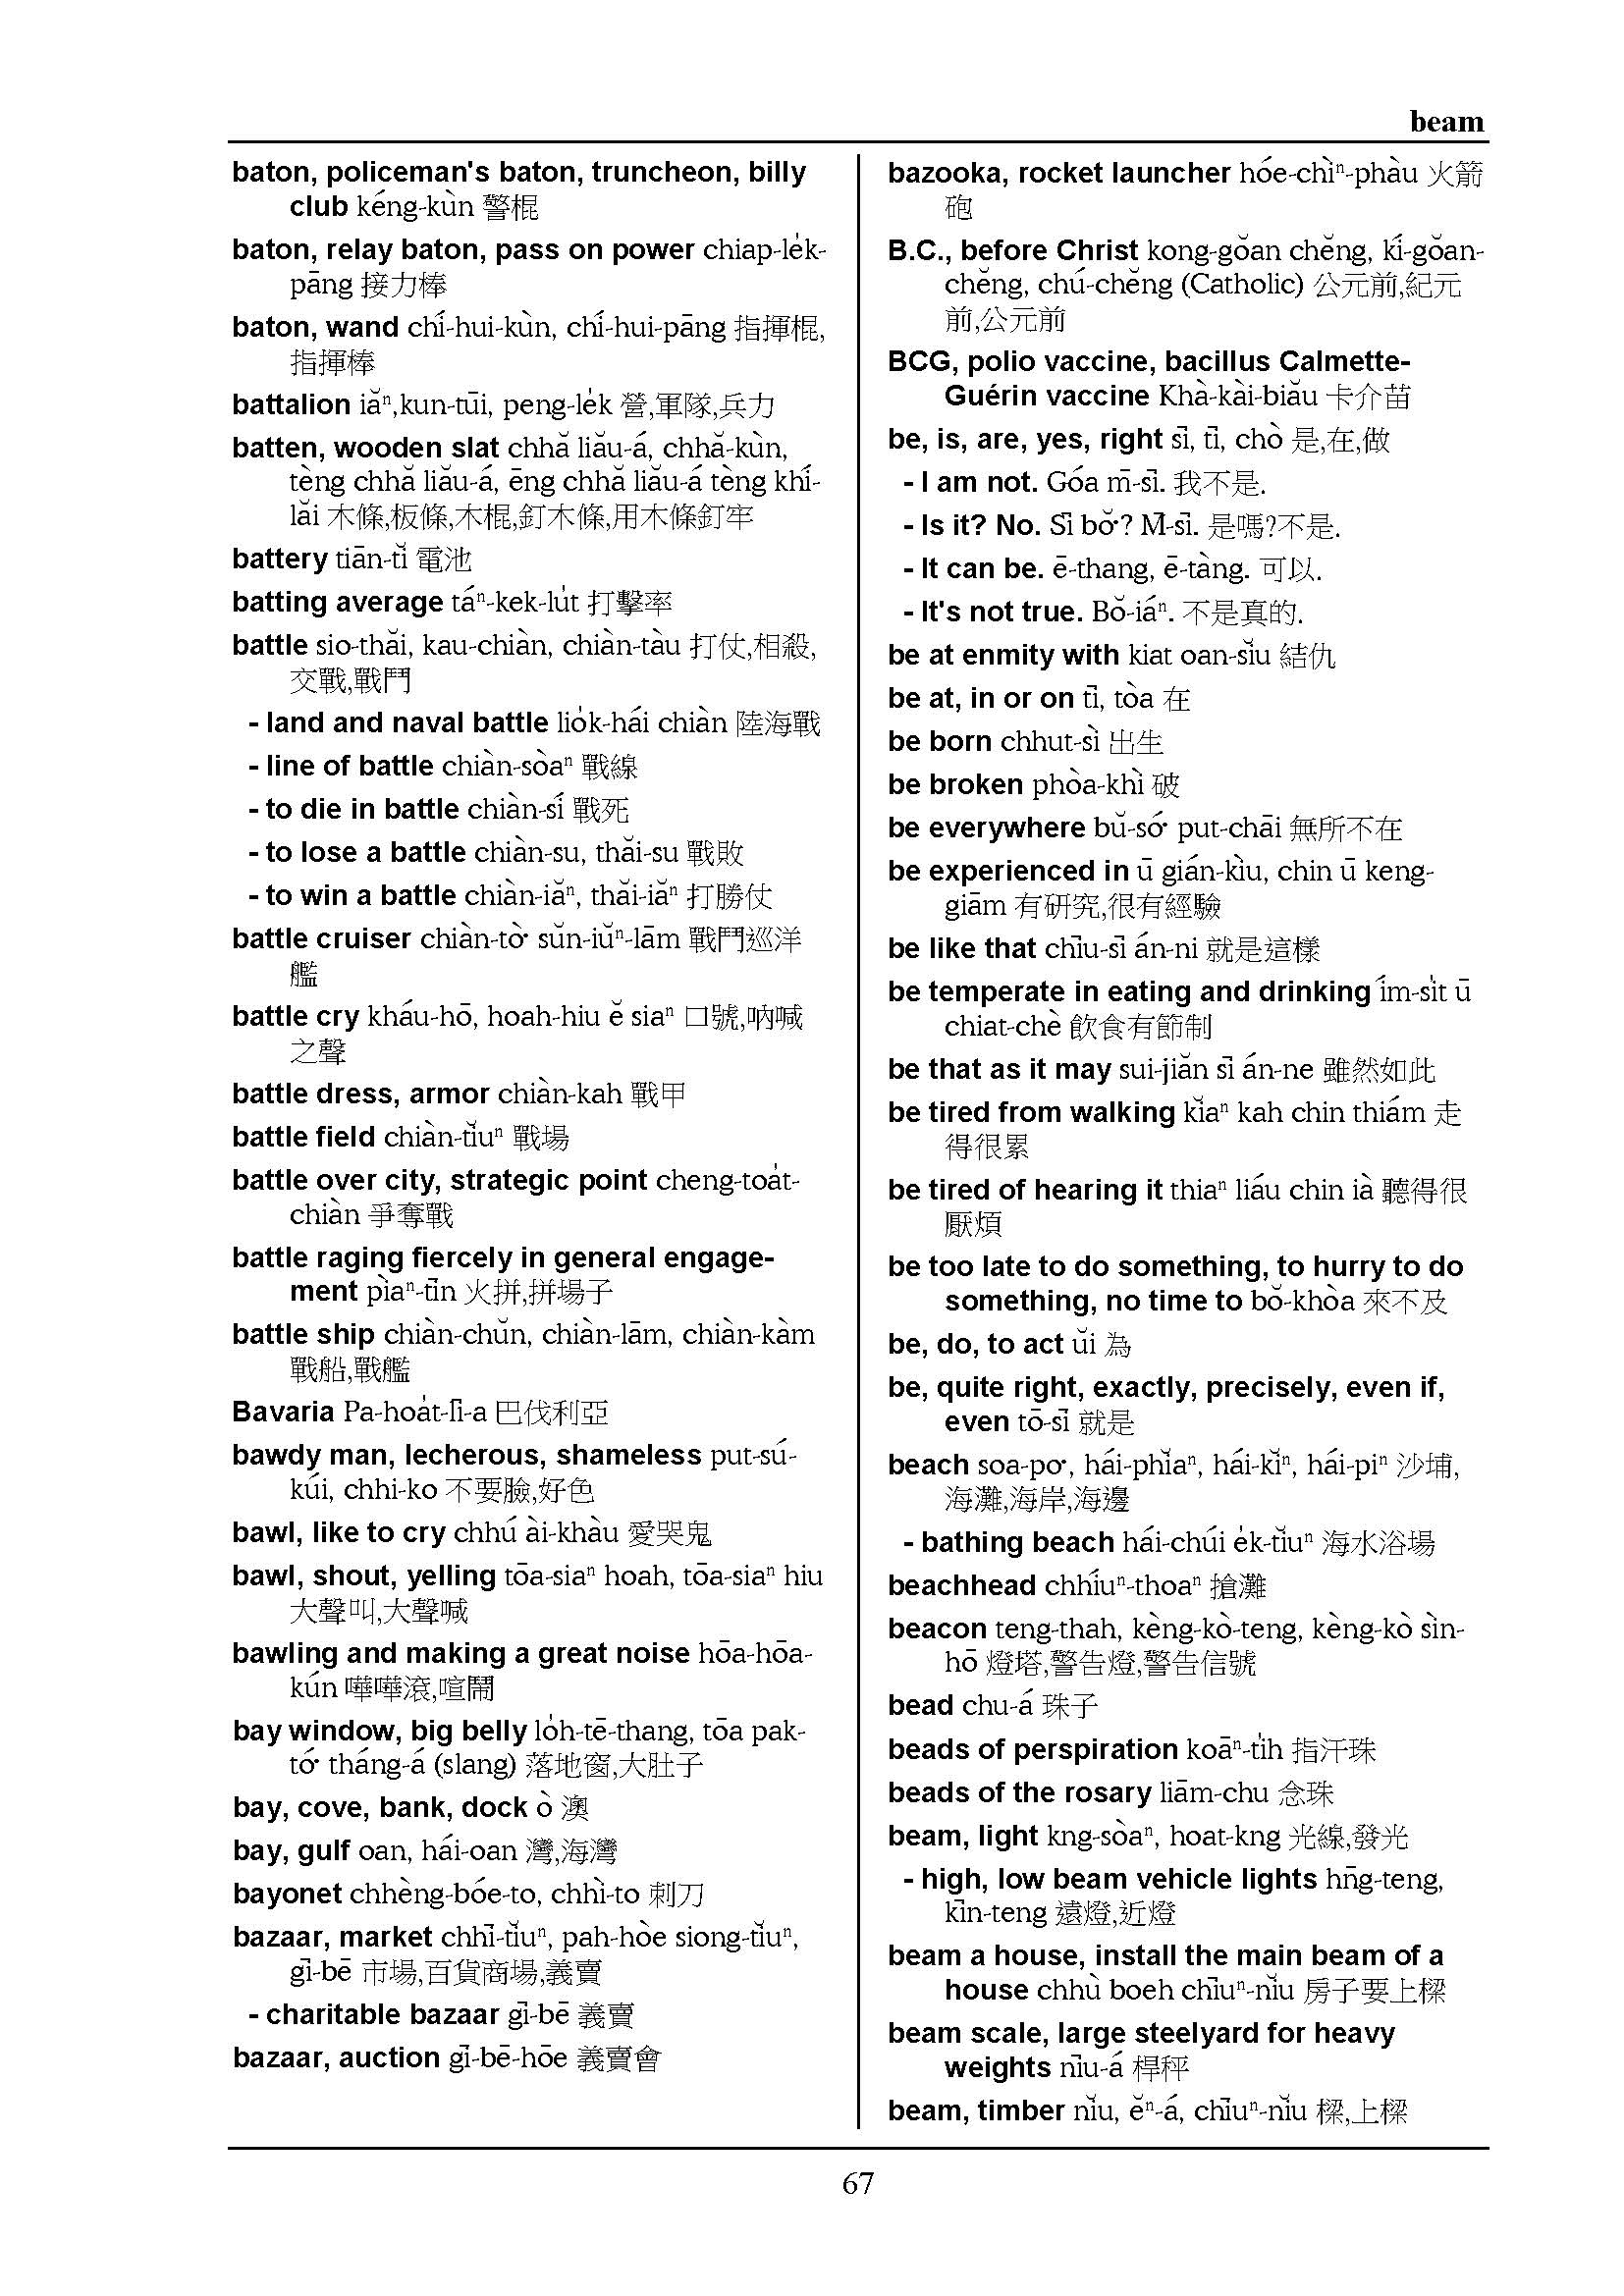 beam
baton, policeman's baton, truncheon, billy
club kéng-kùn 警棍
baton, relay baton, pass on power chiap-le̍k-
pāng 接力棒
baton, wand chí-hui-kùn, chí-hui-pāng 指揮棍,
指揮棒
battalion iăⁿ,kun-tūi, peng-le̍k 營,軍隊,兵力
batten, wooden slat chhă liău-á, chhă-kùn,
tèng chhă liău-á, ēng chhă liău-á tèng khí-
lăi 木條,板條,木棍,釘木條,用木條釘牢
battery tiān-tĭ 電池
batting average táⁿ-kek-lu̍t 打擊率
battle sio-thăi, kau-chiàn, chiàn-tàu 打仗,相殺,
交戰,戰鬥
- land and naval battle lio̍k-hái chiàn 陸海戰
- line of battle chiàn-sòaⁿ 戰線
- to die in battle chiàn-sí 戰死
- to lose a battle chiàn-su, thăi-su 戰敗
- to win a battle chiàn-iăⁿ, thăi-iăⁿ 打勝仗
battle cruiser chiàn-tò͘ sŭn-iŭⁿ-lām 戰鬥巡洋
艦
battle cry kháu-hō, hoah-hiu ĕ siaⁿ 口號,吶喊
之聲
battle dress, armor chiàn-kah 戰甲
battle field chiàn-tĭuⁿ 戰場
battle over city, strategic point cheng-toa̍t-
chiàn 爭奪戰
battle raging fiercely in general engage-
ment pìaⁿ-tīn 火拼,拼場子
battle ship chiàn-chŭn, chiàn-lām, chiàn-kàm
戰船,戰艦
Bavaria Pa-hoa̍t-lī-a 巴伐利亞
bawdy man, lecherous, shameless put-sú-
kúi, chhi-ko 不要臉,好色
bawl, like to cry chhú ài-khàu 愛哭鬼
bawl, shout, yelling tōa-siaⁿ hoah, tōa-siaⁿ hiu
大聲叫,大聲喊
bawling and making a great noise hōa-hōa-
kún 嘩嘩滾,喧鬧
bay window, big belly lo̍h-tē-thang, tōa pak-
tó͘ tháng-á (slang) 落地窗,大肚子
bay, cove, bank, dock ò 澳
bay, gulf oan, hái-oan 灣,海灣
bayonet chhèng-bóe-to, chhì-to 刺刀
bazaar, market chhī-tĭuⁿ, pah-hòe siong-tĭuⁿ,
gī-bē 市場,百貨商場,義賣
- charitable bazaar gī-bē 義賣
bazaar, auction gī-bē-hōe 義賣會
bazooka, rocket launcher hóe-chìⁿ-phàu 火箭
砲
B.C., before Christ kong-gŏan chĕng, kí-gŏan-
chĕng, chú-chĕng (Catholic) 公元前,紀元
前,公元前
BCG, polio vaccine, bacillus Calmette-
Guérin vaccine Khà-kài-biău 卡介苗
be, is, are, yes, right sī, tī, chò 是,在,做
- I am not. Góa m̄-sī. 我不是.
- Is it? No. Sī bŏ͘? M̄-sī. 是嗎?不是.
- It can be. ē-thang, ē-tàng. 可以.
- It's not true. Bŏ-iáⁿ. 不是真的.
be at enmity with kiat oan-sĭu 結仇
be at, in or on tī, tòa 在
be born chhut-sì 出生
be broken phòa-khì 破
be everywhere bŭ-só͘ put-chāi 無所不在
be experienced in ū gián-kìu, chin ū keng-
giām 有研究,很有經驗
be like that chīu-sī án-ni 就是這樣
be temperate in eating and drinking ím-si̍t ū
chiat-chè 飲食有節制
be that as it may sui-jiăn sī án-ne 雖然如此
be tired from walking kĭaⁿ kah chin thiám 走
得很累
be tired of hearing it thiaⁿ liáu chin ià 聽得很
厭煩
be too late to do something, to hurry to do
something, no time to bŏ-khòa 來不及
be, do, to act ŭi 為
be, quite right, exactly, precisely, even if,
even tō-sī 就是
beach soa-po͘, hái-phĭaⁿ, hái-kĭⁿ, hái-piⁿ 沙埔,
海灘,海岸,海邊
- bathing beach hái-chúi e̍k-tĭuⁿ 海水浴場
beachhead chhíuⁿ-thoaⁿ 搶灘
beacon teng-thah, kèng-kò-teng, kèng-kò sìn-
hō 燈塔,警告燈,警告信號
bead chu-á 珠子
beads of perspiration koāⁿ-ti̍h 指汗珠
beads of the rosary liām-chu 念珠
beam, light kng-sòaⁿ, hoat-kng 光線,發光
- high, low beam vehicle lights hn̄g-teng,
kīn-teng 遠燈,近燈
beam a house, install the main beam of a
house chhù boeh chīuⁿ-nĭu 房子要上樑
beam scale, large steelyard for heavy
weights nīu-á 桿秤
beam, timber nĭu, ĕⁿ-á, chīuⁿ-nĭu 樑,上樑
67